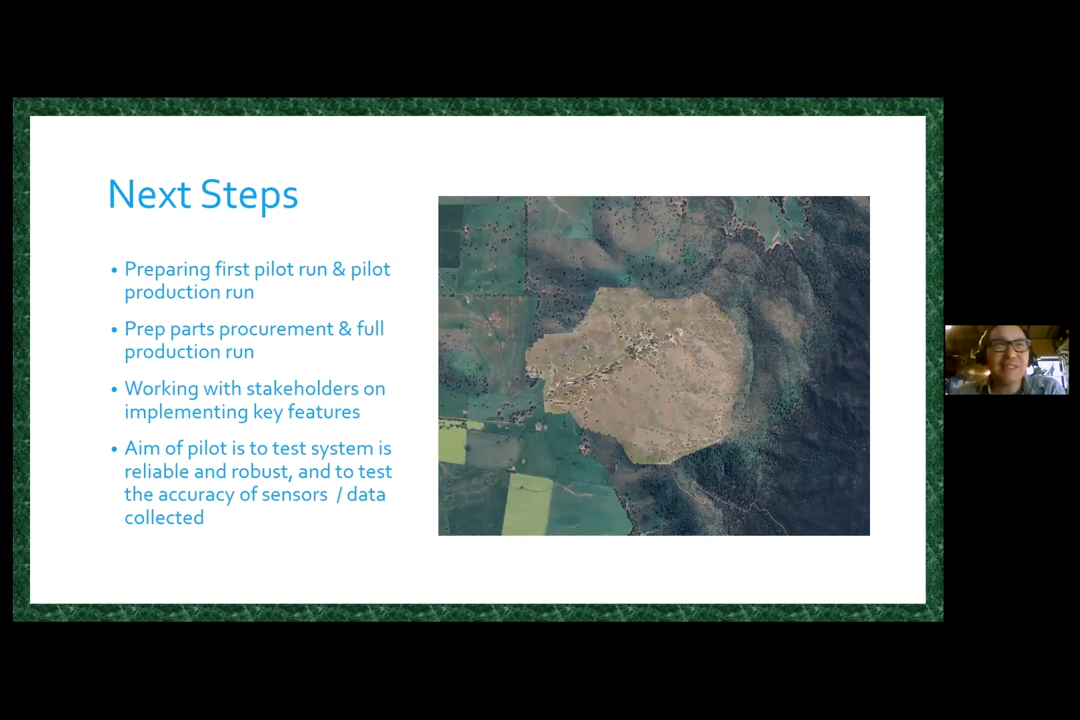 Next Steps
• Preparing first pilot run & pilot
production run
• Prep parts procurement & full
production run
• Working with stakeholders on
implementing key features
• Aim of pilot is to test system is
reliable and robust, and to test
the accuracy of sensors / data
collected